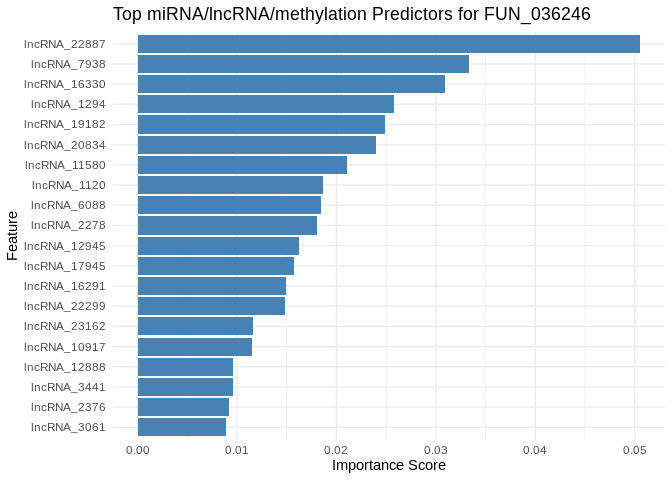 Top miRNA/lncRNA/methylation Predictors for FUN_036246
lncRNA_22887
lncRNA_7938
lncRNA_16330
lncRNA_1294
lncRNA_19182
lncRNA_20834
lncRNA_11580
lncRNA_1120
lncRNA_6088
lncRNA_2278
lncRNA_12945
lncRNA_17945
lncRNA_16291
lncRNA_22299
lncRNA_23162
lncRNA_10917
lncRNA_12888
lncRNA_3441
lncRNA_2376
lncRNA_3061
Feature
0.00 0.01 0.02 0.03 0.04 0.05
Importance Score